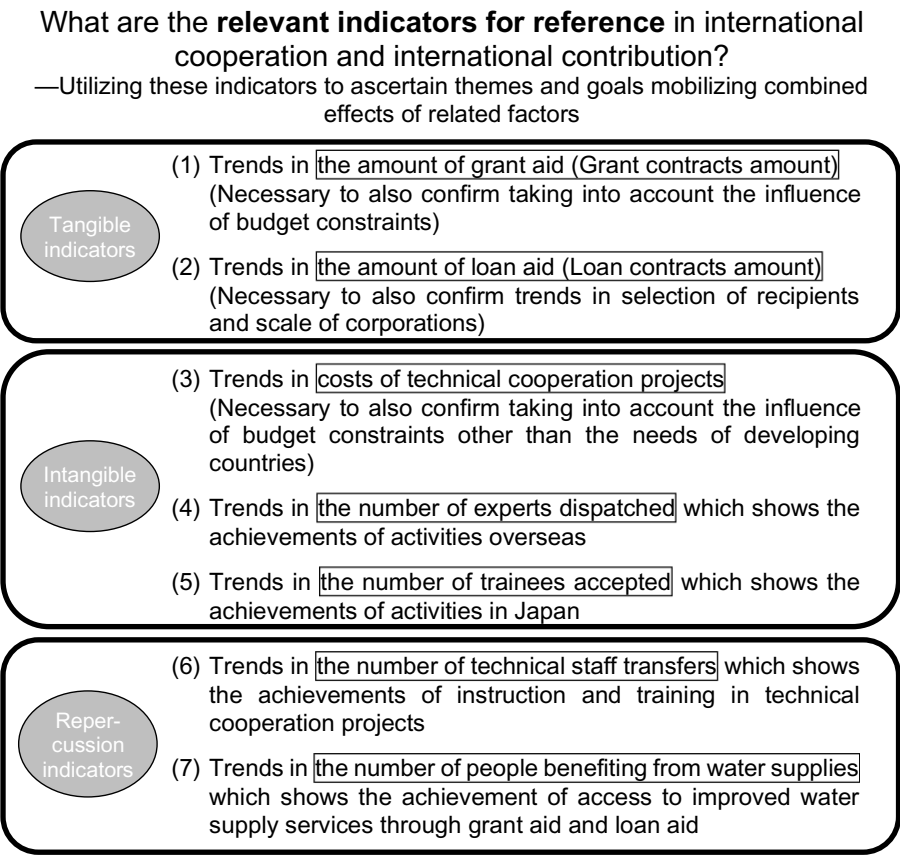 What are the relevant indicators for reference in international
cooperation and international contribution?
—Utilizing these indicators to ascertain themes and goals mobilizing combined
effects of related factors
Tangible
indicators
(1) Trends in the amount of grant aid (Grant contracts amount)
(Necessary to also confirm taking into account the influence
of budget constraints)
(2) Trends in the amount of loan aid (Loan contracts amount)
(Necessary to also confirm trends in selection of recipients
and scale of corporations)
Intangible
indicators
(3) Trends in costs of technical cooperation projects
(Necessary to also confirm taking into account the influence
of budget constraints other than the needs of developing
countries)
(4) Trends in the number of experts dispatched which shows the
achievements of activities overseas
(5) Trends in the number of trainees accepted which shows the
achievements of activities in Japan
Reper-
cussion
indicators
(6) Trends in the number of technical staff transfers which shows
the achievements of instruction and training in technical
cooperation projects
(7) Trends in the number of people benefiting from water supplies
which shows the achievement of access to improved water
supply services through grant aid and loan aid